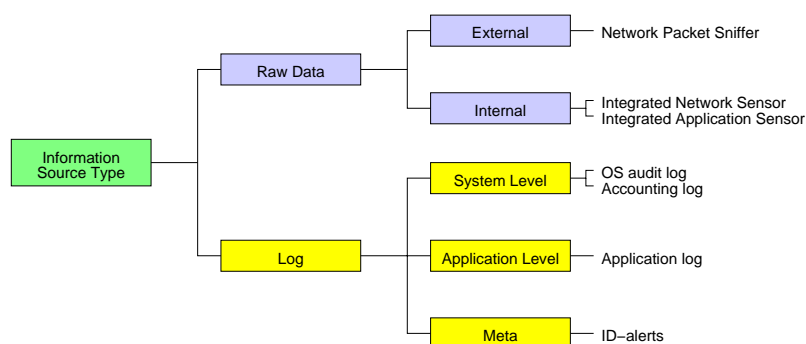 External
Network Packet Sniffer
Raw Data
Internal
Integrated Network Sensor
Integrated Application Sensor
Information
Source Type
System Level
OS audit log
Accounting log
Log
Application Level
Application log
Meta
ID−alerts